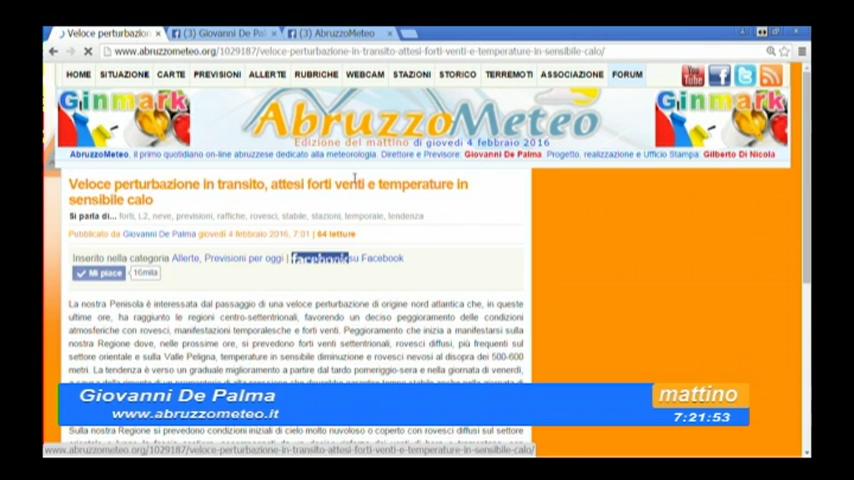 Veloce perturbazion
(3) Giovanni De Pal
(3) AbruzzoMeteo
www.abruzzometeo.org/1029187/veloce-perturbazione-in-transito-attesi-forti-venti-e-temperature-in-sensibile-calo/
HOME SITUAZIONE CARTE PREVISIONI ALLERTE RUBRICHE WEBCAM STAZIONI STORICO TERREMOTI ASSOCIAZIONE FORUM
You Tube
Ginmark
AbruzzoMeteo
Ginmark
Edizione del mattino di giovedì 4 febbraio 2016
AbruzzoMeteo, il primo quotidiano on-line abruzzese dedicato alla meteorologia. Direttore e Previsore: Giovanni De Palma. Progetto, realizzazione e Ufficio Stampa: Gilberto Di Nicola
Veloce perturbazione in transito, attesi forti venti e temperature in
sensibile calo
Si parla di... forti, L2, neve, previsioni, raffiche, rovesci, stabile, stazioni, temporale, tendenza
Pubblicato da Giovanni De Palma giovedì 4 febbraio 2016, 7:01 | 64 letture
Inserito nella categoria Allerte, Previsioni per oggi | facebook su Facebook
Mi piace 16mila
La nostra Penisola è interessata dal passaggio di una veloce perturbazione di origine nord atlantica che, in queste
ultime ore, ha raggiunto le regioni centro-settentrionali, favorendo un deciso peggioramento delle condizioni
atmosferiche con rovesci, manifestazioni temporalesche e forti venti. Peggioramento che inizia a manifestarsi sulla
nostra Regione dove, nelle prossime ore, si prevedono forti venti settentrionali, rovesci diffusi, più frequenti sul
settore orientale e sulla Valle Peligna, temperature in sensibile diminuzione e rovesci nevosi al disopra dei 500-600
metri. La tendenza è verso un graduale miglioramento a partire dal tardo pomeriggio-sera e nella giornata di venerdì,
Giovanni De Palma
www.abruzzometeo.it
mattino
7:21:53
Sulla nostra Regione si prevedono condizioni iniziali di cielo molto nuvoloso o coperto con rovesci diffusi sul settore
www.abruzzometeo.org/1029187/veloce-perturbazione-in-transito-attesi-forti-venti-e-temperature-in-sensibile-calo/